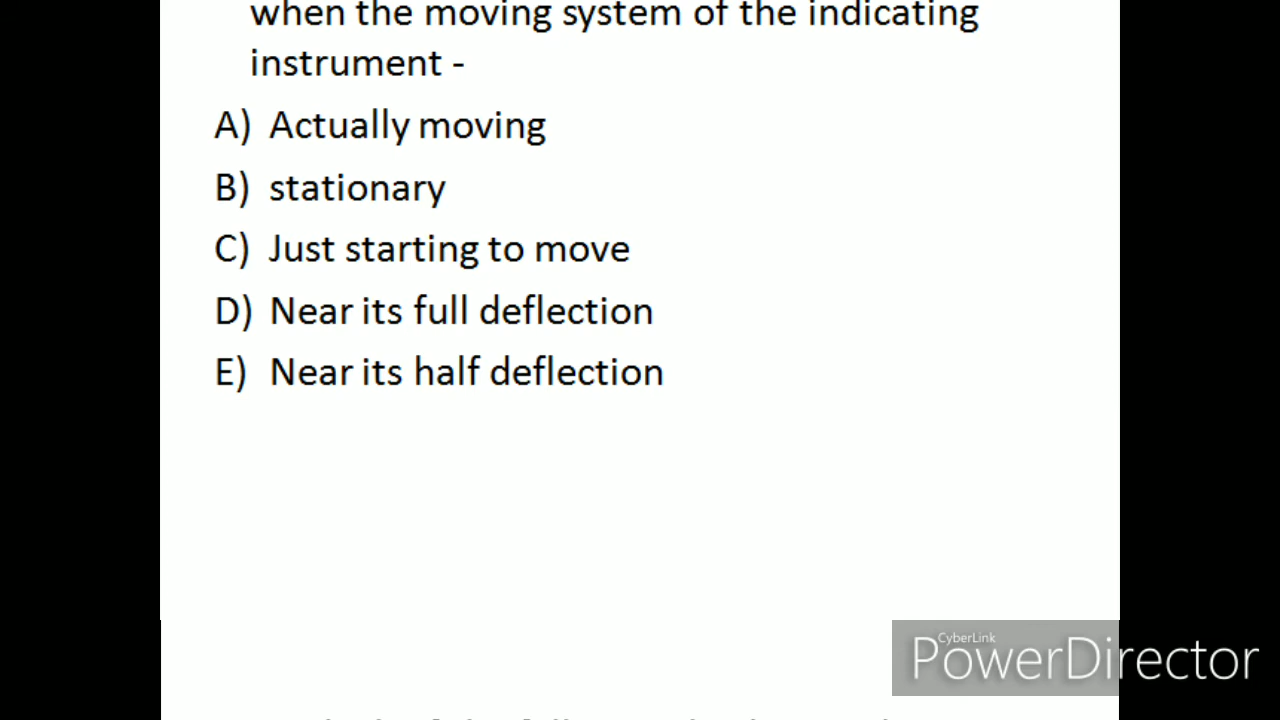 when the moving system of the indicating
instrument -
A) Actually moving
B) stationary
C) Just starting to move
D) Near its full deflection
E) Near its half deflection
CyberLink
PowerDirector